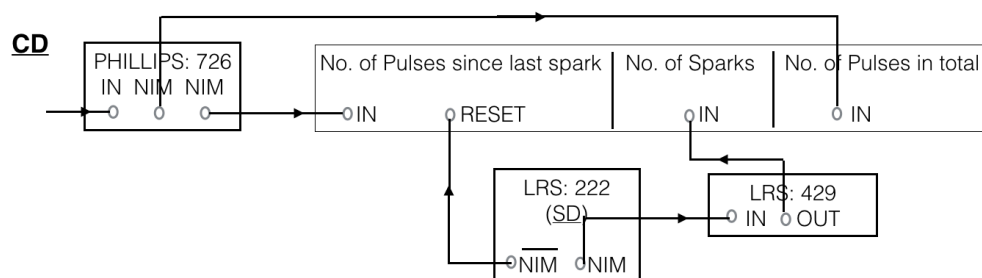 CD
PHILLIPS: 726
IN NIM NIM
No. of Pulses since last spark
IN RESET
No. of Sparks
IN
No. of Pulses in total
IN
LRS: 222
(SD)
NIM NIM
LRS: 429
IN OUT